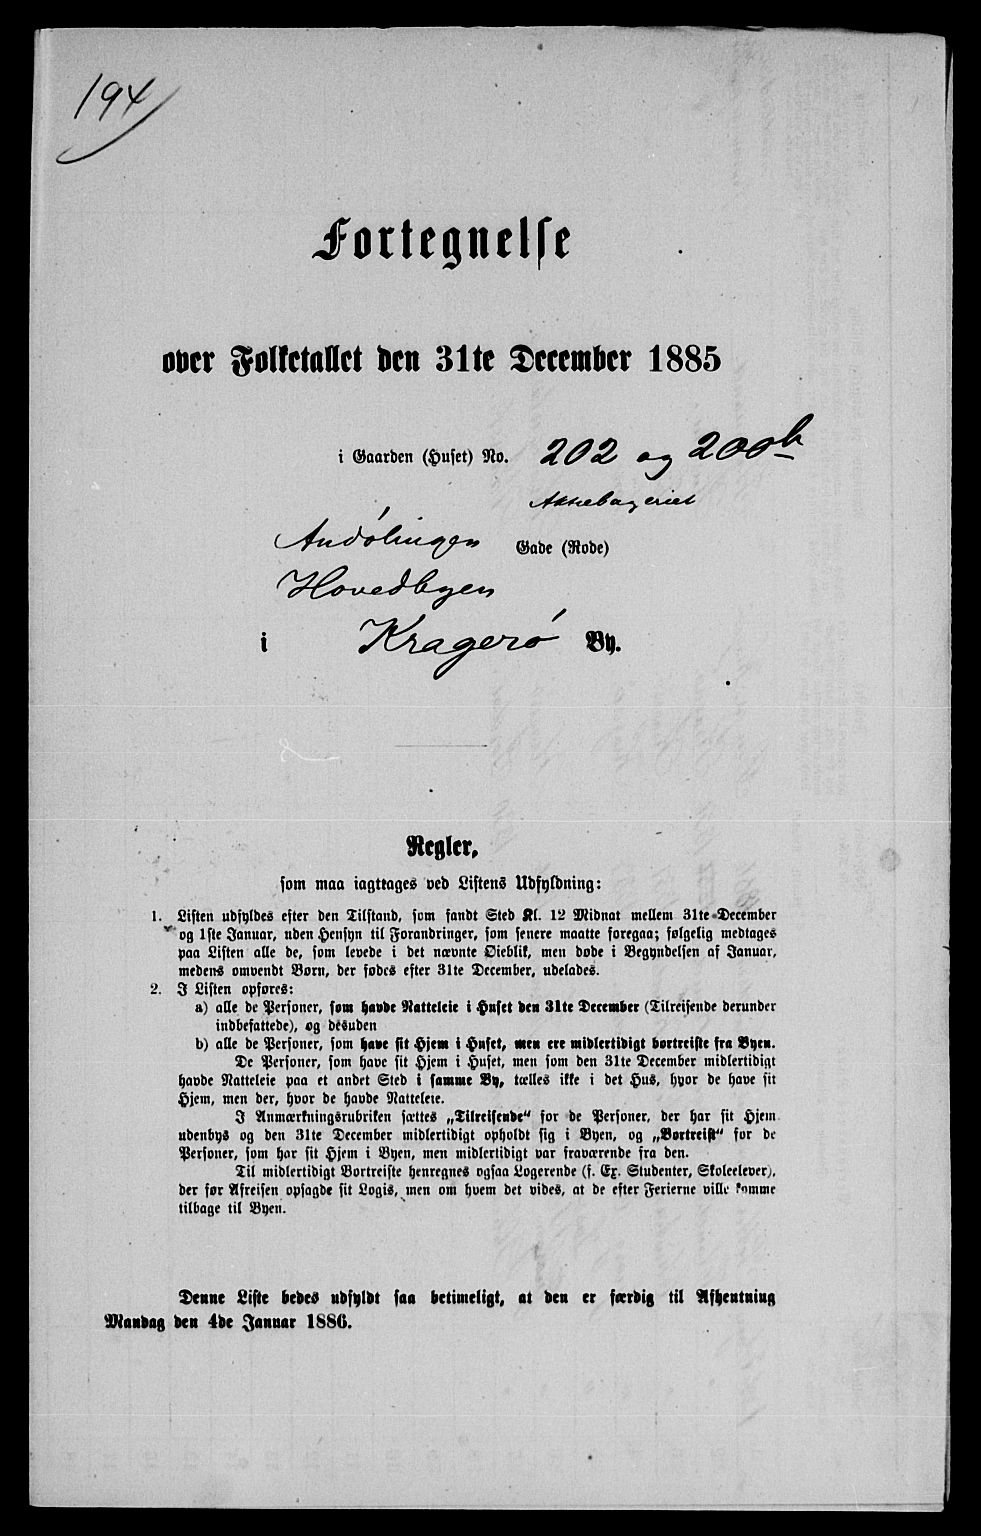 194
Fortegnelse
over Folketallet den 31te December 1885
i Gaarden (Huset) No. 202 og 200b
Aktiebageriet
Andølingen Gade (Rode)
Hovedbyen
i Kragerø By.
Regler,
som maa iagttages ved Listens Udfyldning:
1. Listen udfyldes efter den Tilstand, som fandt Sted Kl. 12 Midnat mellem 31te December
og 1ste Januar, uden Hensyn til Forandringer, som senere maatte foregaa; følgelig medtages
paa Listen alle de, som levede i det nævnte Øieblik, men døde i Begyndelsen af Januar,
medens omvendt Børn, der fødes efter 31te December, udelades.
2. I Listen opføres:
a) alle de Personer, som havde Natteleie i Huset den 31te December (Tilreisende derunder
indbefattede), og desuden
b) alle de Personer, som have sit Hjem i Huset, men ere midlertidigt bortreiste fra Byen.
De Personer, som have sit Hjem i Huset, men som den 31te December midlertidigt
havde Natteleie paa et andet Sted i samme By, tælles ikke i det Hus, hvor de have sit
Hjem, men der, hvor de havde Natteleie.
I Anmærkningsrubriken sættes „Tilreisende“ for de Personer, der har sit Hjem
udenbys og den 31te December midlertidigt opholdt sig i Byen, og „Bortreist“ for de
Personer, som har sit Hjem i Byen, men midlertidigt var fraværende fra den.
Til midlertidigt Bortreiste henregnes ogsaa Logerende (f. Ex. Studenter, Skoleelever),
der før Afreisen opsagde sit Logis, men om hvem det vides, at de efter Ferierne ville komme
tilbage til Byen.
Denne Liste bedes udfyldt saa betimeligt, at den er færdig til Afhentning
Mandag den 4de Januar 1886.